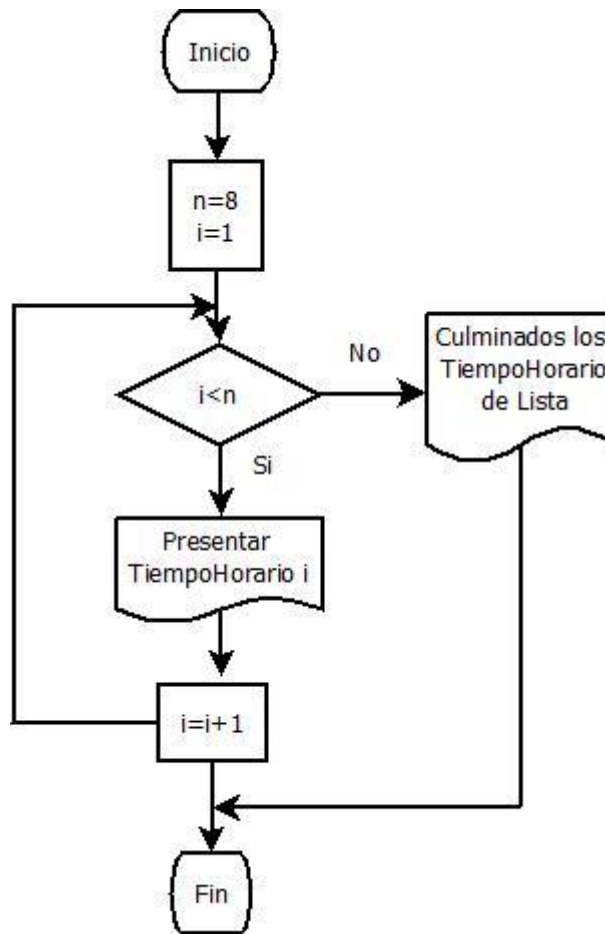 Inicio
n=8
i=1
i<n
No
Culminados los
TiempoHorario
de Lista
Si
Presentar
TiempoHorario i
i=i+1
Fin